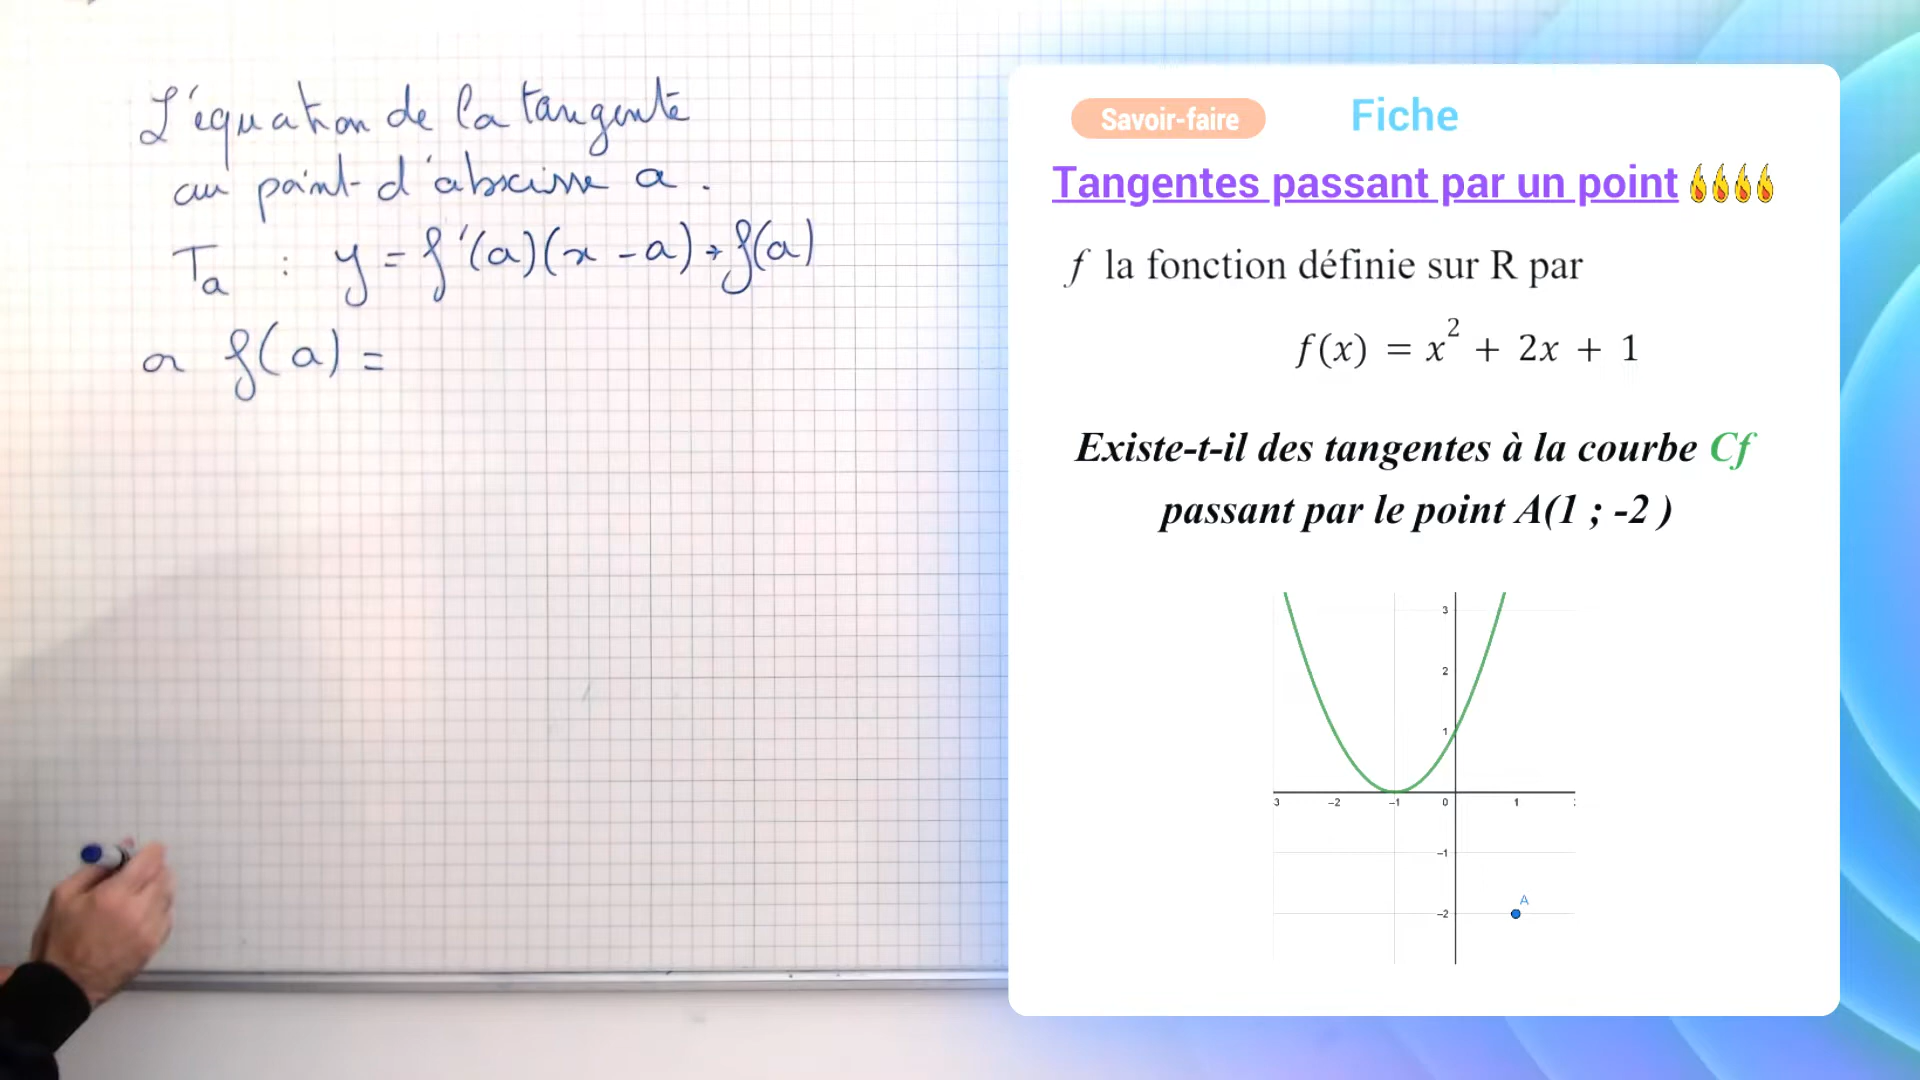 L'équation de la tangente
au point d'abscisse a.
Ta : y = f'(a)(x - a) + f(a)
or f(a) =
Savoir-faire
Fiche
Tangentes passant par un point
f la fonction définie sur R par
f(x) = x² + 2x + 1
Existe-t-il des tangentes à la courbe Cf
passant par le point A(1 ; -2 )
3
2
1
3 -2 -1 0 1
-1
A
-2